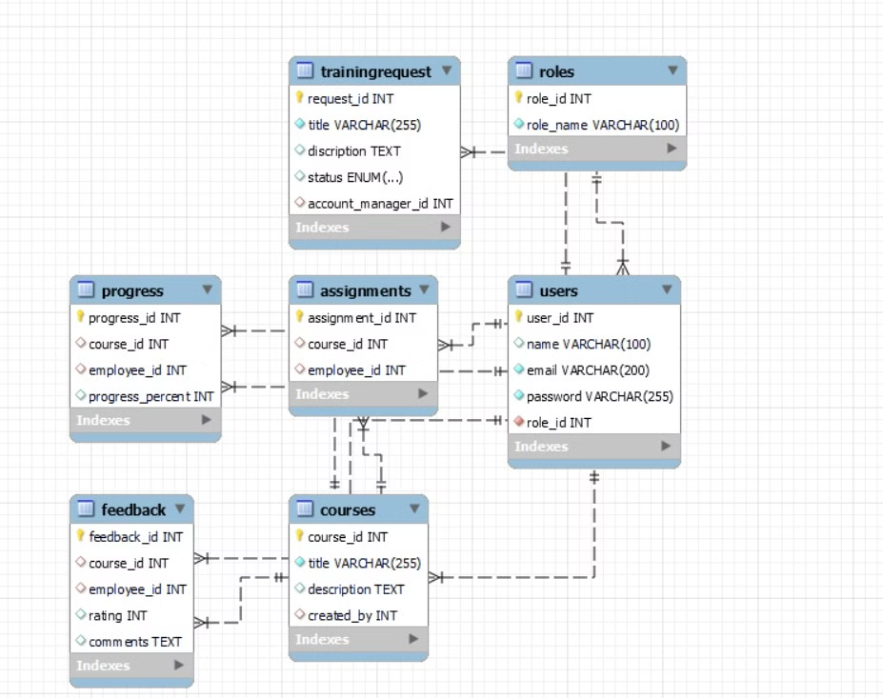 trainingrequest
request_id INT
title VARCHAR(255)
discription TEXT
status ENUM(...)
account_manager_id INT
Indexes
roles
role_id INT
role_name VARCHAR(100)
Indexes
progress
progress_id INT
course_id INT
employee_id INT
progress_percent INT
Indexes
assignments
assignment_id INT
course_id INT
employee_id INT
Indexes
users
user_id INT
name VARCHAR(100)
email VARCHAR(200)
password VARCHAR(255)
role_id INT
Indexes
feedback
feedback_id INT
course_id INT
employee_id INT
rating INT
comments TEXT
Indexes
courses
course_id INT
title VARCHAR(255)
description TEXT
created_by INT
Indexes